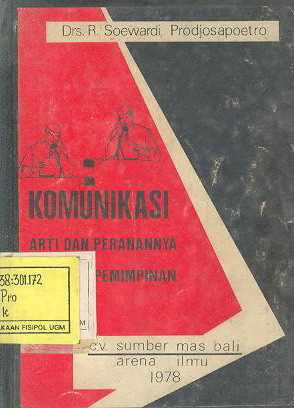 Drs. R. Soewardi Prodjosapoetro
KOMUNIKASI
ARTI DAN PERANANNYA
PEMIMPINAN
38:301.172
Pro
k
AKAAN FISIPOL UGM
c.v. sumber mas bali
arena ilmu
1978